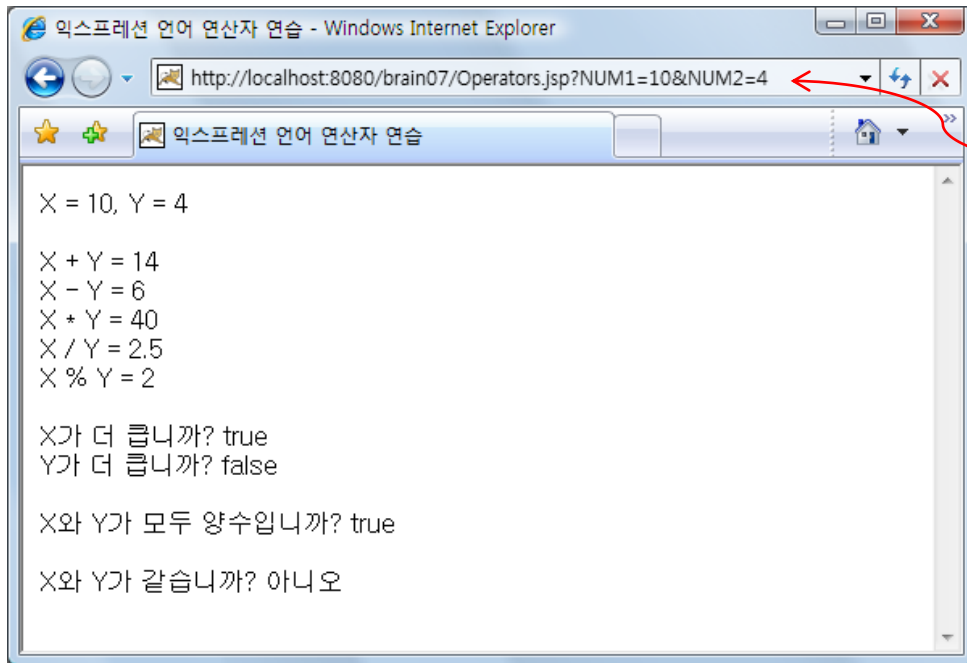 익스프레션 언어 연산자 연습 - Windows Internet Explorer
http://localhost:8080/brain07/Operators.jsp?NUM1=10&NUM2=4
익스프레션 언어 연산자 연습
X = 10, Y = 4
X + Y = 14
X - Y = 6
X * Y = 40
X / Y = 2.5
X % Y = 2
X가 더 큽니까? true
Y가 더 큽니까? false
X와 Y가 모두 양수입니까? true
X와 Y가 같습니까? 아니오